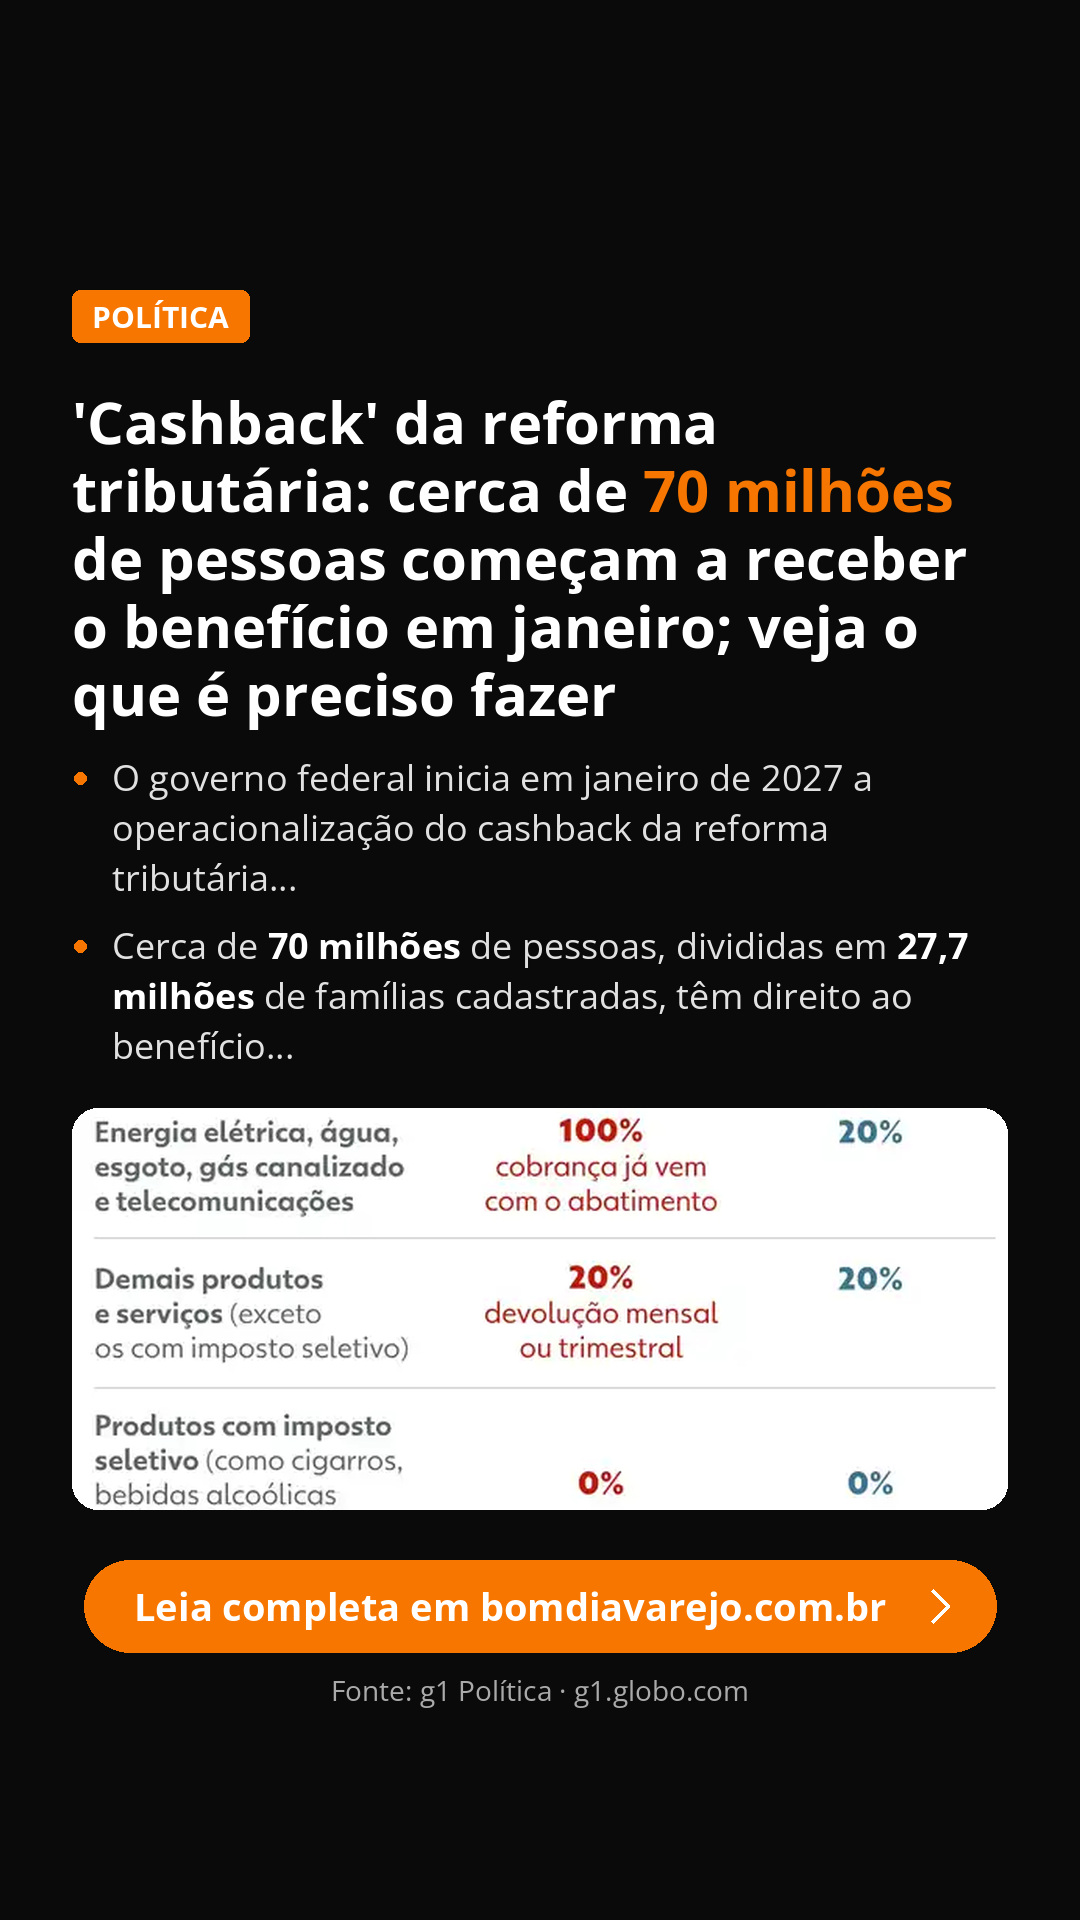 POLÍTICA
'Cashback' da reforma
tributária: cerca de 70 milhões
de pessoas começam a receber
o benefício em janeiro; veja o
que é preciso fazer
O governo federal inicia em janeiro de 2027 a
operacionalização do cashback da reforma
tributária...
Cerca de 70 milhões de pessoas, divididas em 27,7
milhões de famílias cadastradas, têm direito ao
benefício...
Energia elétrica, água, 100% 20%
esgoto, gás canalizado cobrança já vem
e telecomunicações com o abatimento
Demais produtos 20% 20%
e serviços (exceto devolução mensal
os com imposto seletivo) ou trimestral
Produtos com imposto
seletivo (como cigarros, 0% 0%
bebidas alcoólicas
Leia completa em bomdiavarejo.com.br
Fonte: g1 Política · g1.globo.com